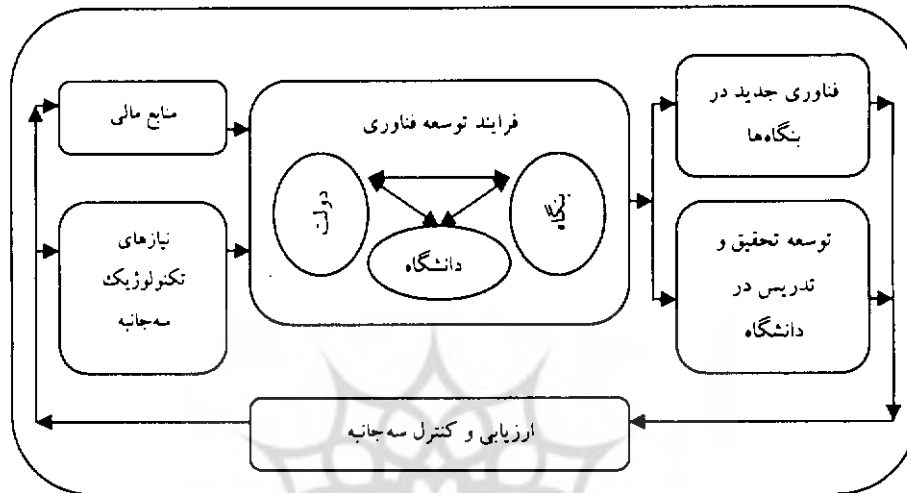 منابع مالی
نیازهای
تکنولوژیک
سه‌جانبه
فرایند توسعه فناوری
دولت
دانشگاه
بنگاه
فناوری جدید در
بنگاه‌ها
توسعه تحقیق و
تدریس در
دانشگاه
ارزیابی و کنترل سه‌جانبه